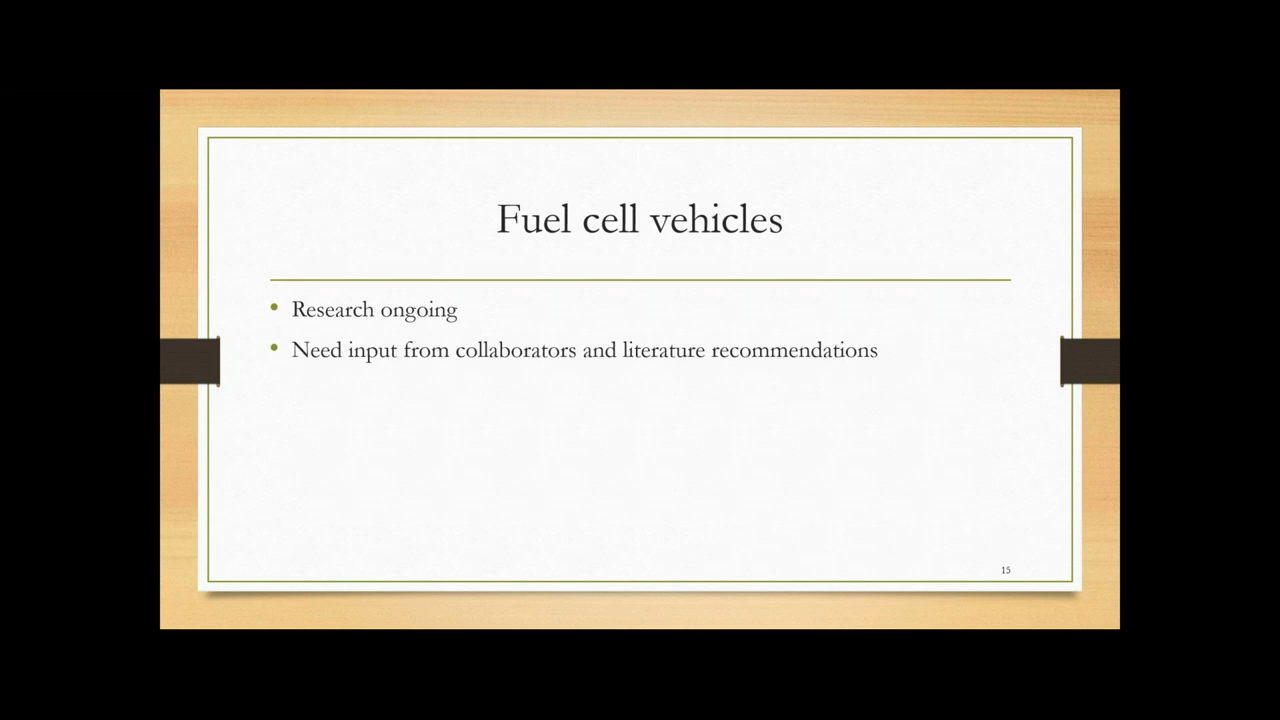 Fuel cell vehicles
• Research ongoing
• Need input from collaborators and literature recommendations
15